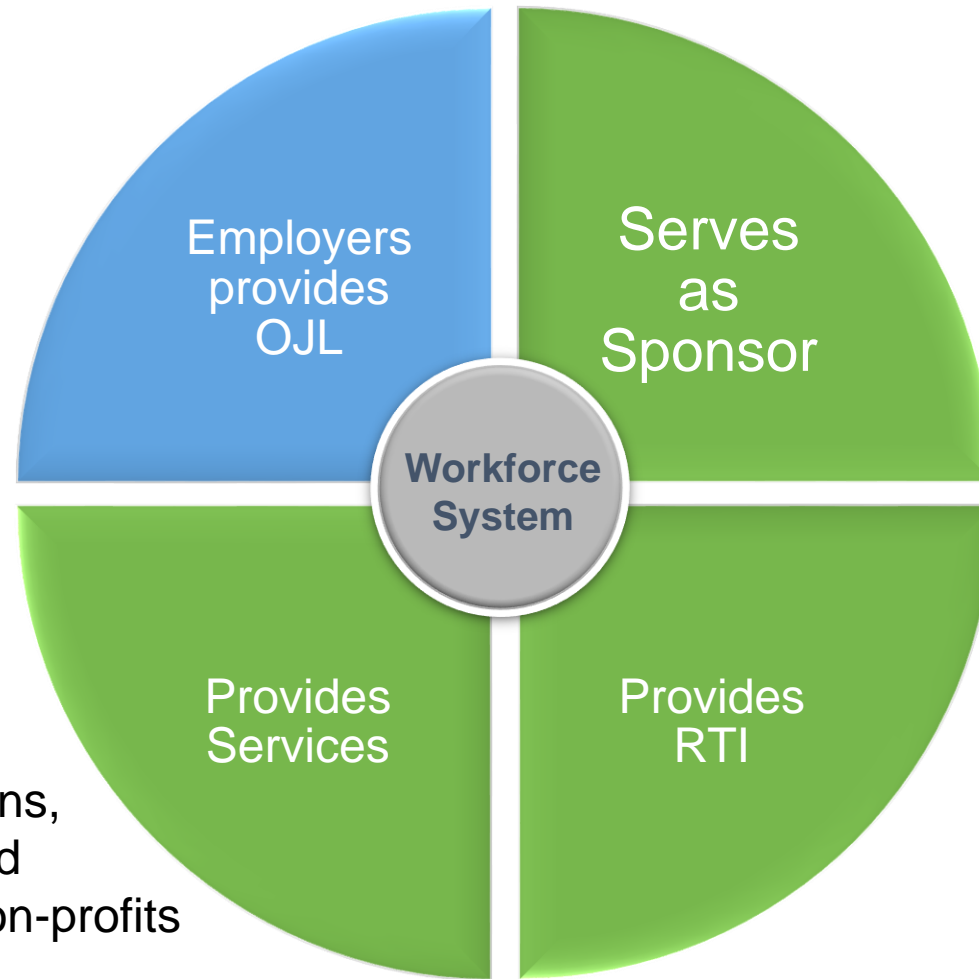 Employers
provides
OJL
Serves
as
Sponsor
Workforce
System
Provides
Services
Provides
RTI
ns,
d
on-profits